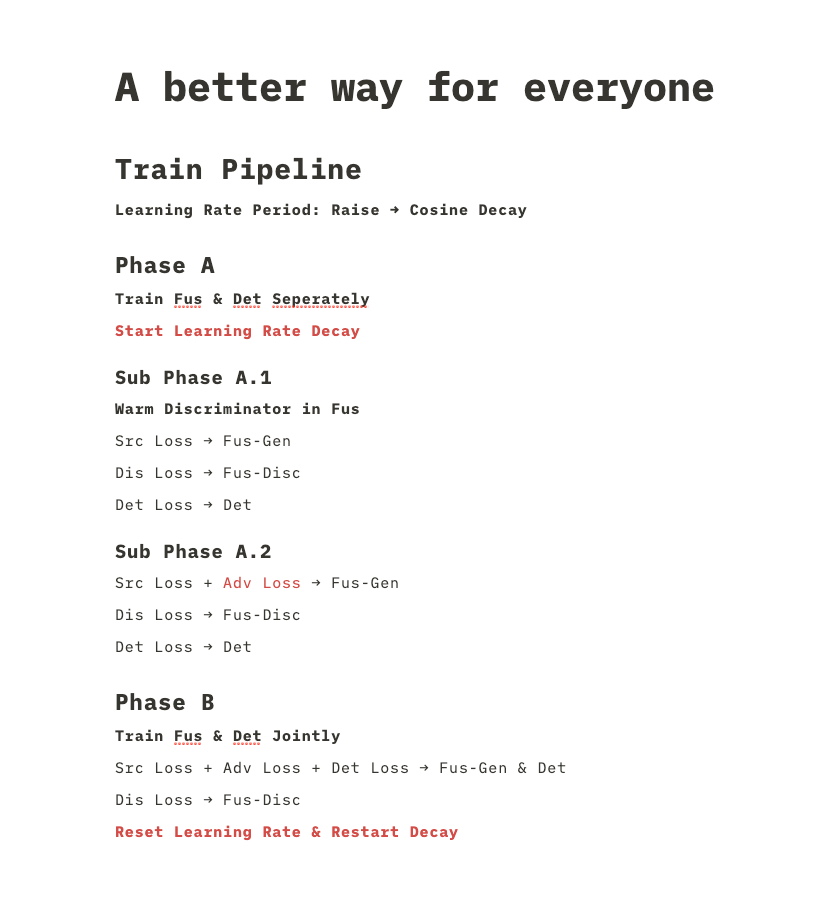 A better way for everyone
Train Pipeline
Learning Rate Period: Raise → Cosine Decay
Phase A
Train Fus & Det Seperately
Start Learning Rate Decay
Sub Phase A.1
Warm Discriminator in Fus
Src Loss → Fus-Gen
Dis Loss → Fus-Disc
Det Loss → Det
Sub Phase A.2
Src Loss + Adv Loss → Fus-Gen
Dis Loss → Fus-Disc
Det Loss → Det
Phase B
Train Fus & Det Jointly
Src Loss + Adv Loss + Det Loss → Fus-Gen & Det
Dis Loss → Fus-Disc
Reset Learning Rate & Restart Decay